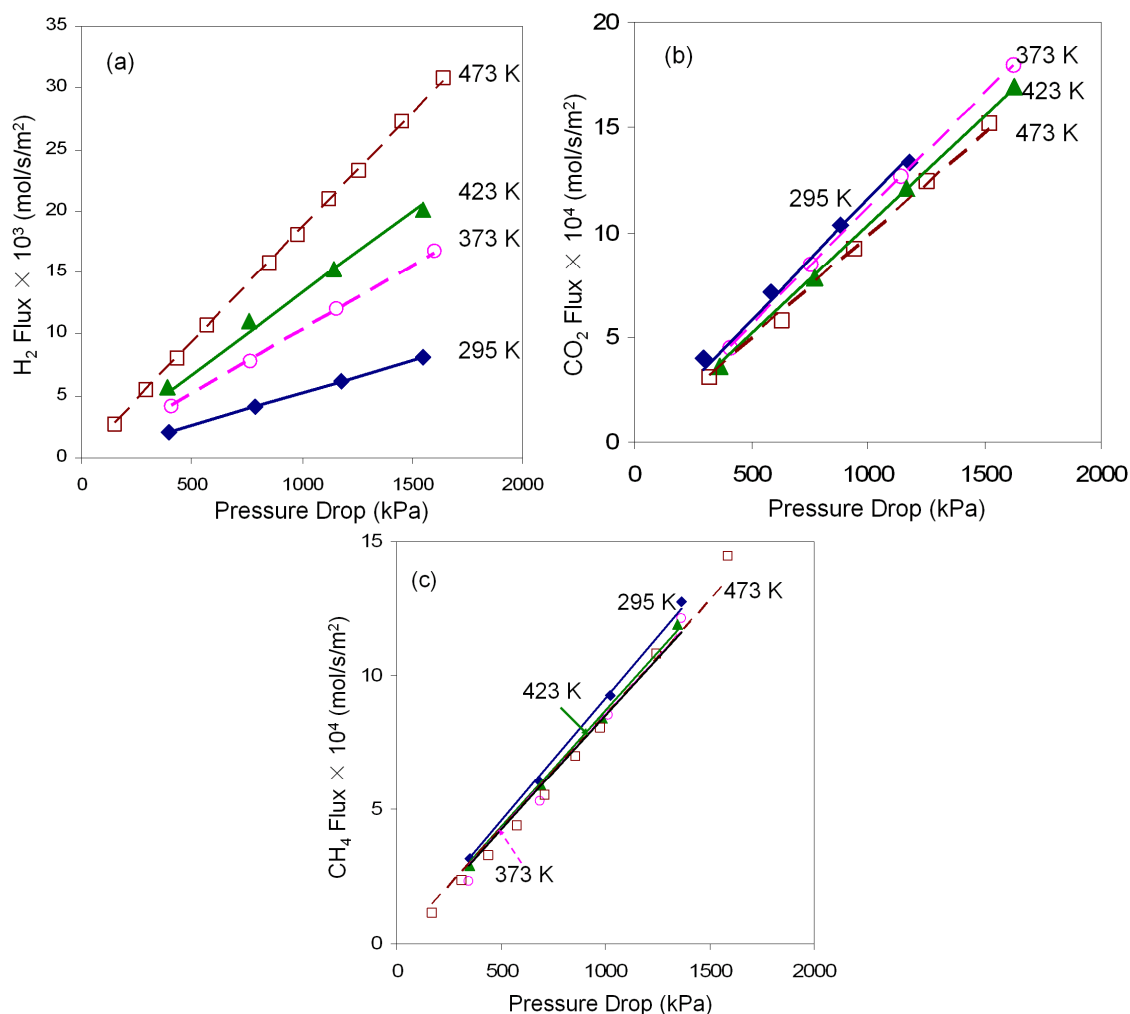 (a)
H₂ Flux × 10³ (mol/s/m²)
35
30
25
20
15
10
5
0
473 K
423 K
373 K
295 K
0 500 1000 1500 2000
Pressure Drop (kPa)
(b)
CO₂ Flux × 10⁴ (mol/s/m²)
20
15
10
5
0
373 K
423 K
473 K
295 K
0 500 1000 1500 2000
Pressure Drop (kPa)
(c)
CH₄ Flux × 10⁴ (mol/s/m²)
15
10
5
0
295 K
473 K
423 K
373 K
0 500 1000 1500 2000
Pressure Drop (kPa)